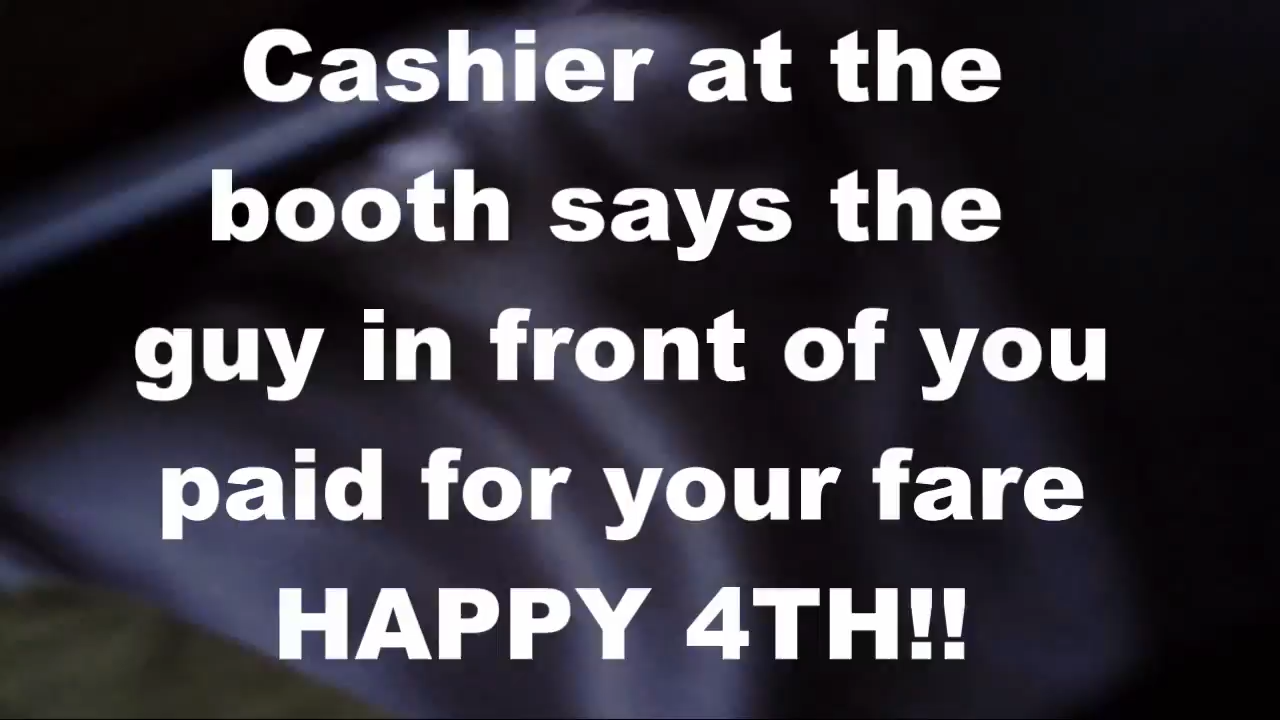 Cashier at the
booth says the
guy in front of you
paid for your fare
HAPPY 4TH!!